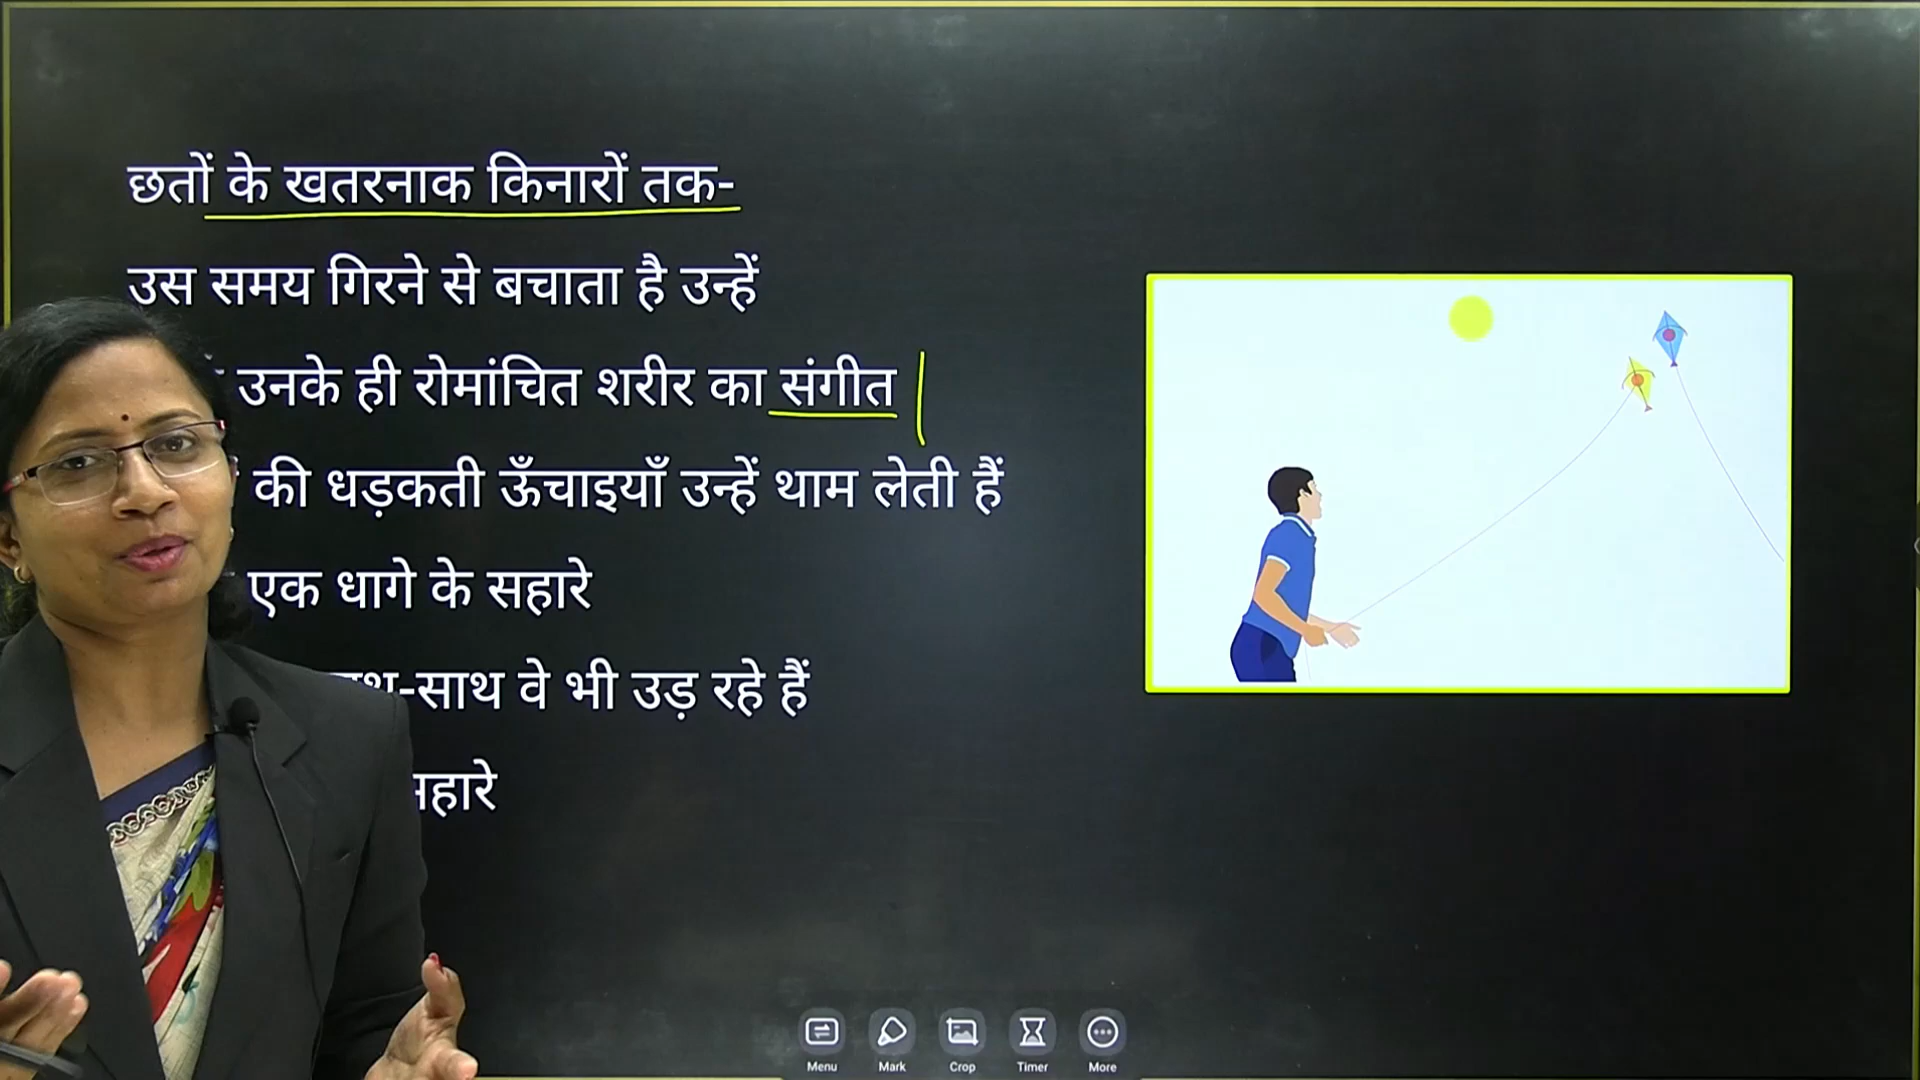 छतों के खतरनाक किनारों तक-
उस समय गिरने से बचाता है उन्हें
उनके ही रोमांचित शरीर का संगीत
की धड़कती ऊँचाइयाँ उन्हें थाम लेती हैं
एक धागे के सहारे
वे भी उड़ रहे हैं
Menu Mark Crop Timer More